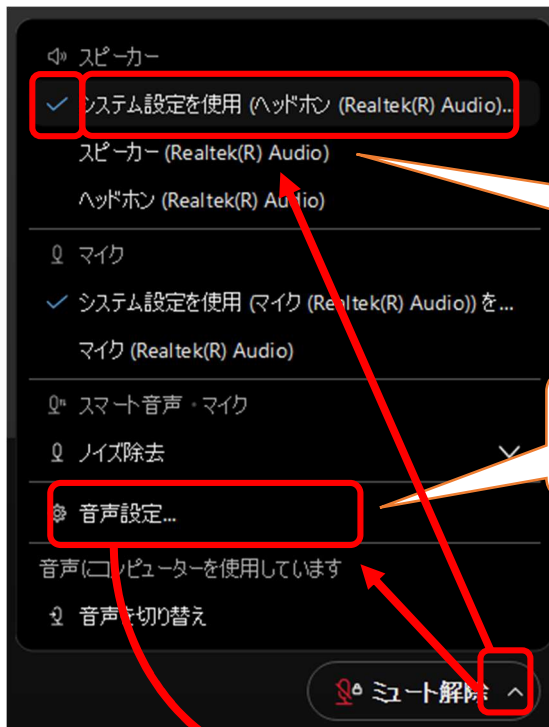 スピーカー
システム設定を使用 (ヘッドホン (Realtek(R) Audio)...
スピーカー (Realtek(R) Audio)
ヘッドホン (Realtek(R) Audio)
マイク
システム設定を使用 (マイク (Realtek(R) Audio)) を...
マイク (Realtek(R) Audio)
スマート音声・マイク
ノイズ除去
音声設定...
音声にコンピューターを使用しています
音声を切り替え
ミュート解除